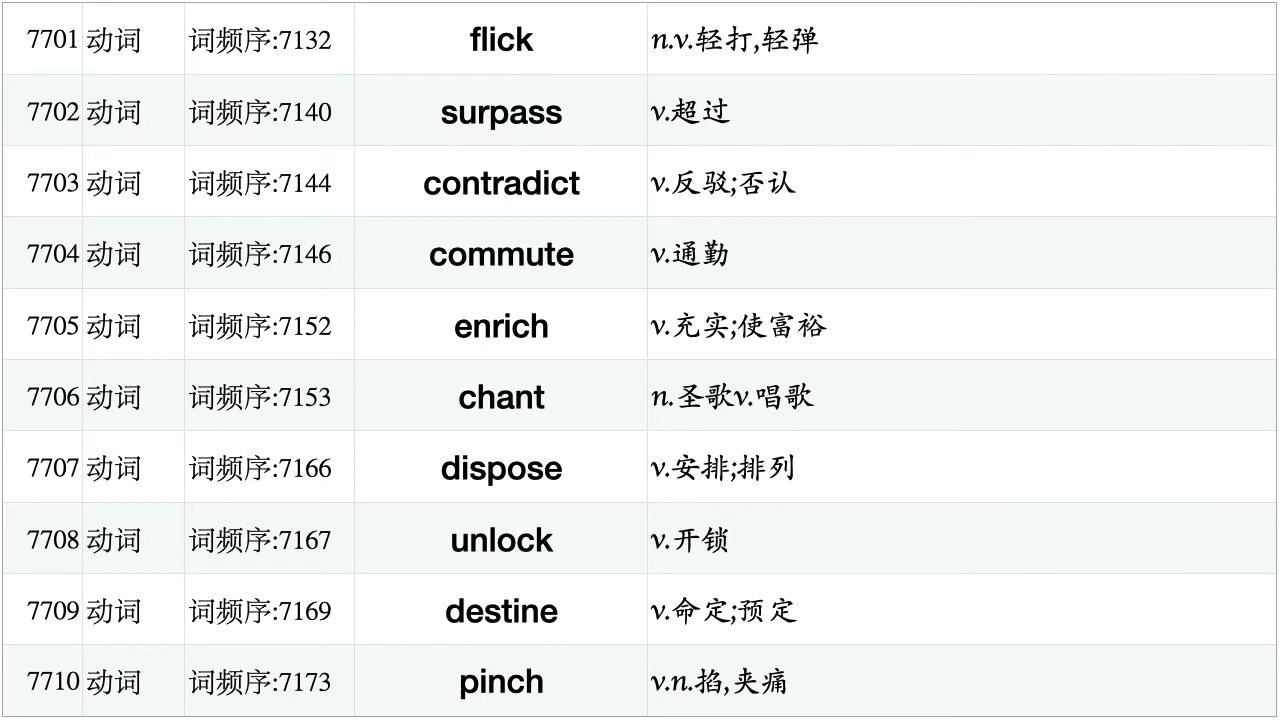 7701 动词 词频序:7132 flick n.v.轻打,轻弹
7702 动词 词频序:7140 surpass v.超过
7703 动词 词频序:7144 contradict v.反驳;否认
7704 动词 词频序:7146 commute v.通勤
7705 动词 词频序:7152 enrich v.充实;使富裕
7706 动词 词频序:7153 chant n.圣歌v.唱歌
7707 动词 词频序:7166 dispose v.安排;排列
7708 动词 词频序:7167 unlock v.开锁
7709 动词 词频序:7169 destine v.命定;预定
7710 动词 词频序:7173 pinch v.n.掐,夹痛